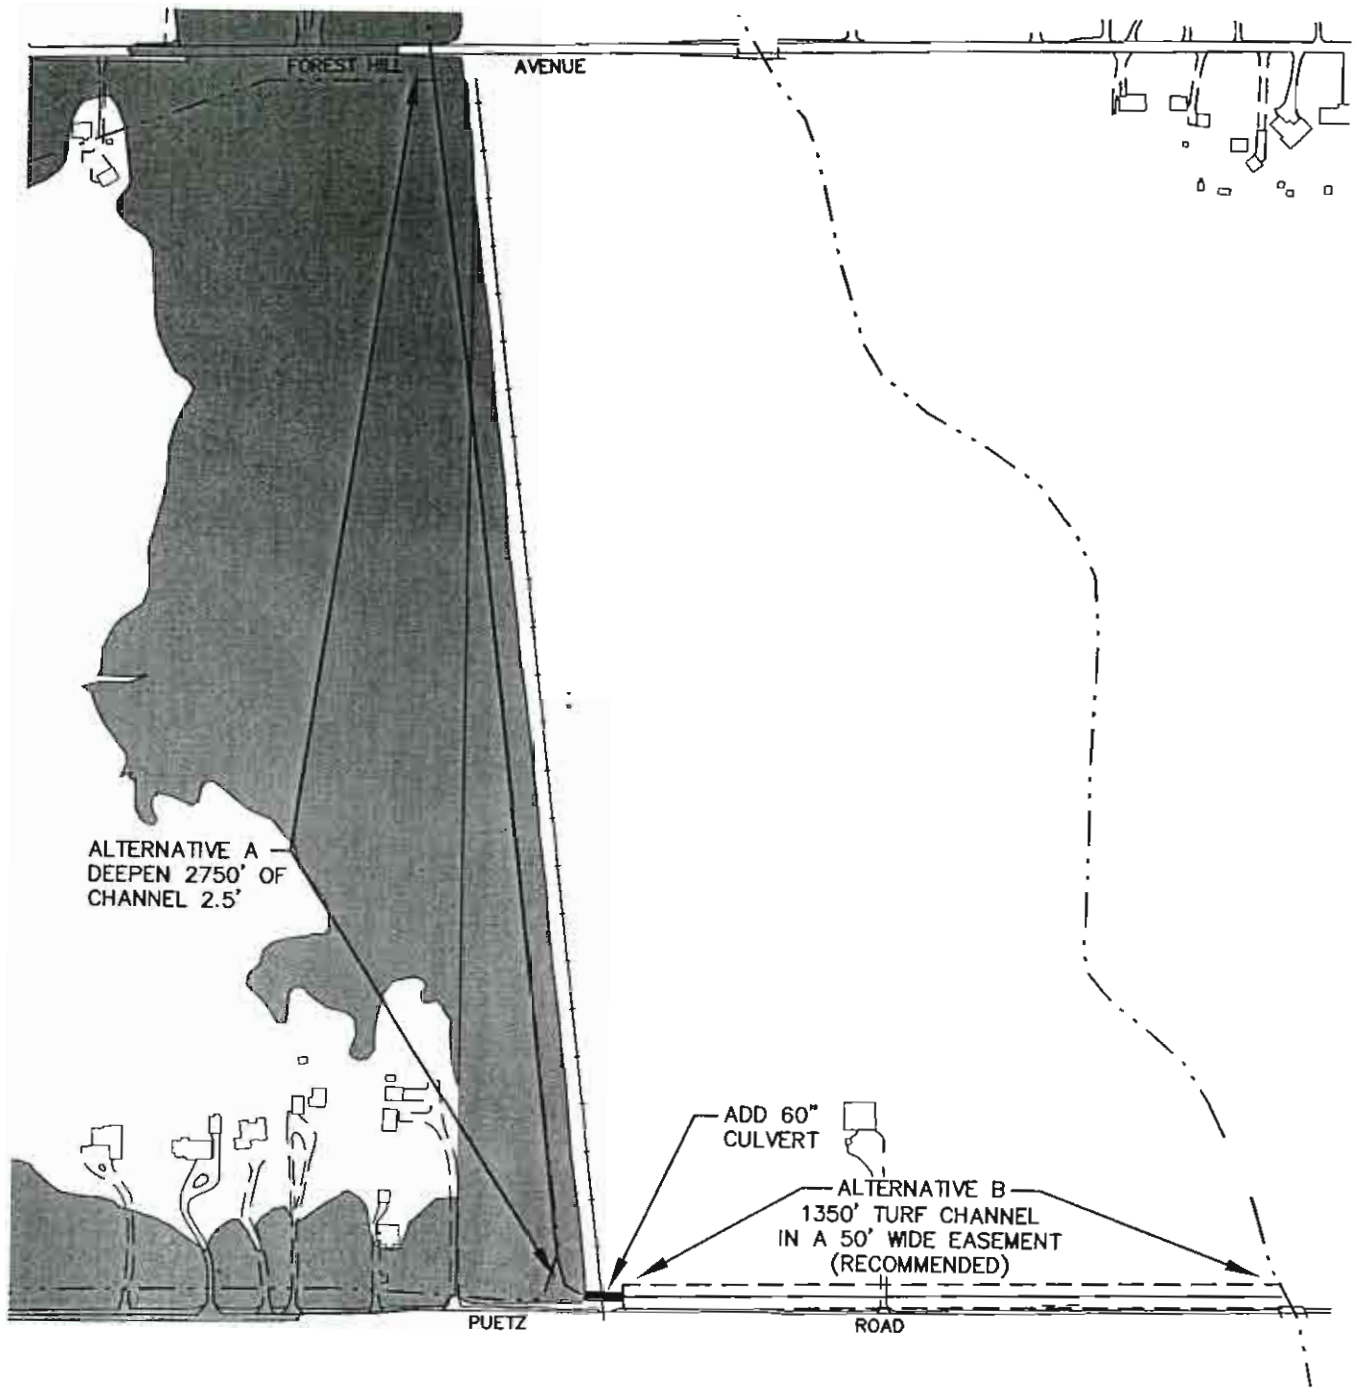 FOREST HILL AVENUE
ALTERNATIVE A
DEEPEN 2750' OF
CHANNEL 2.5'
ADD 60"
CULVERT
ALTERNATIVE B
1350' TURF CHANNEL
IN A 50' WIDE EASEMENT
(RECOMMENDED)
PUETZ ROAD